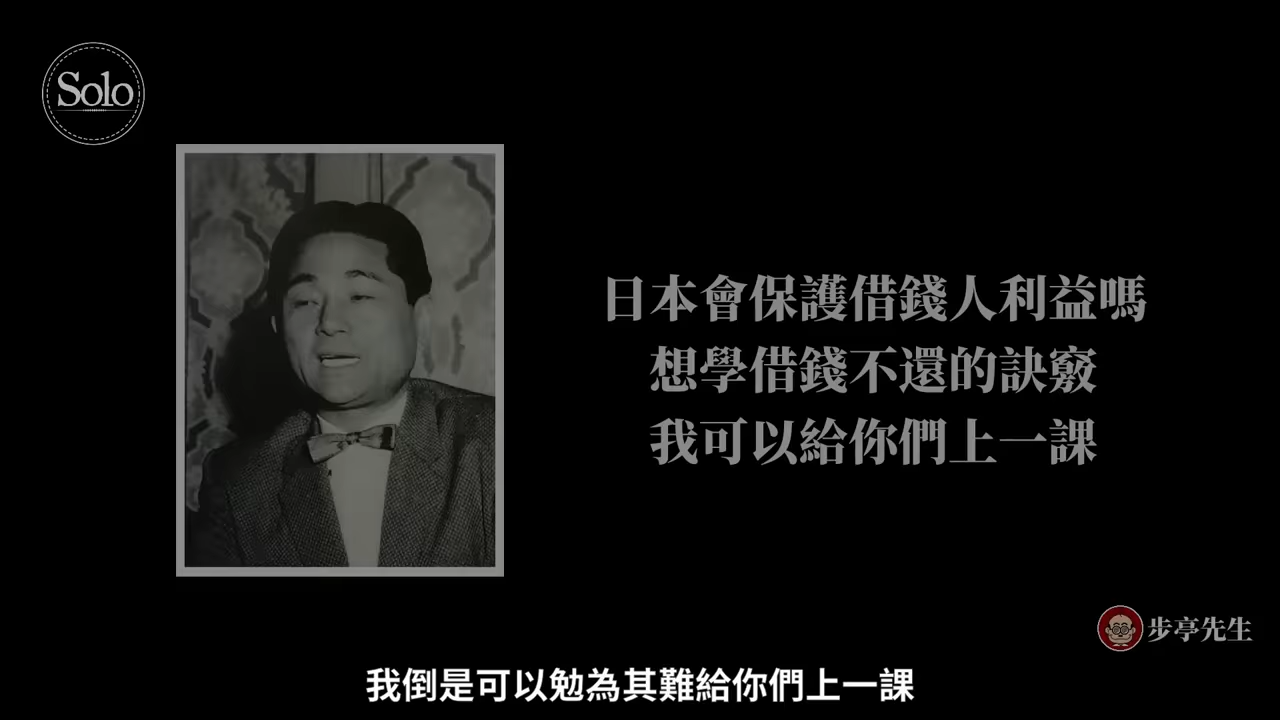 Solo
日本會保護借錢人利益嗎
想學借錢不還的訣竅
我可以給你們上一課
步亭先生
我倒是可以勉為其難給你們上一課